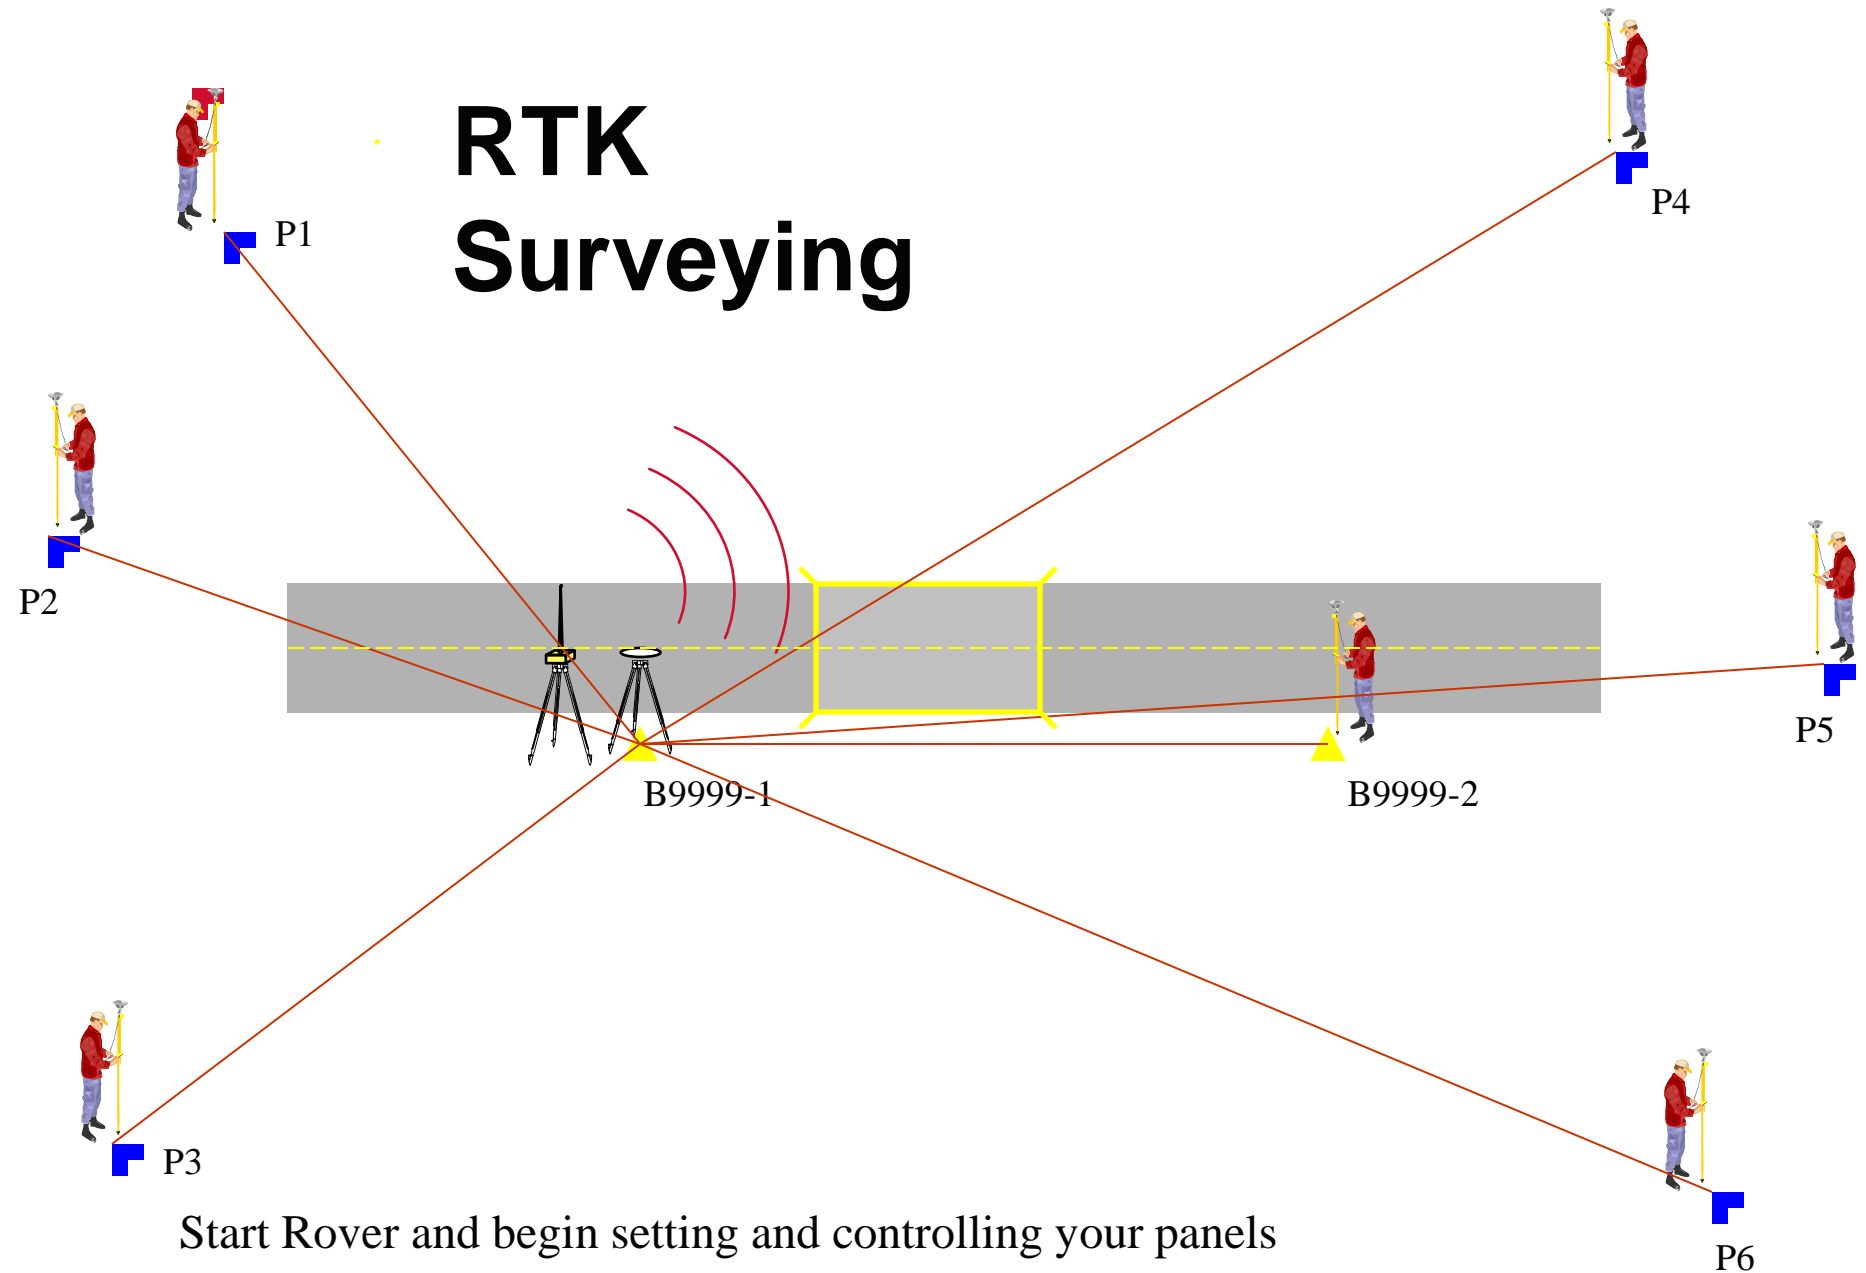 RTK
Surveying
P4
P1
P2
P5
B9999-1
B9999-2
P3
Start Rover and begin setting and controlling your panels
P6